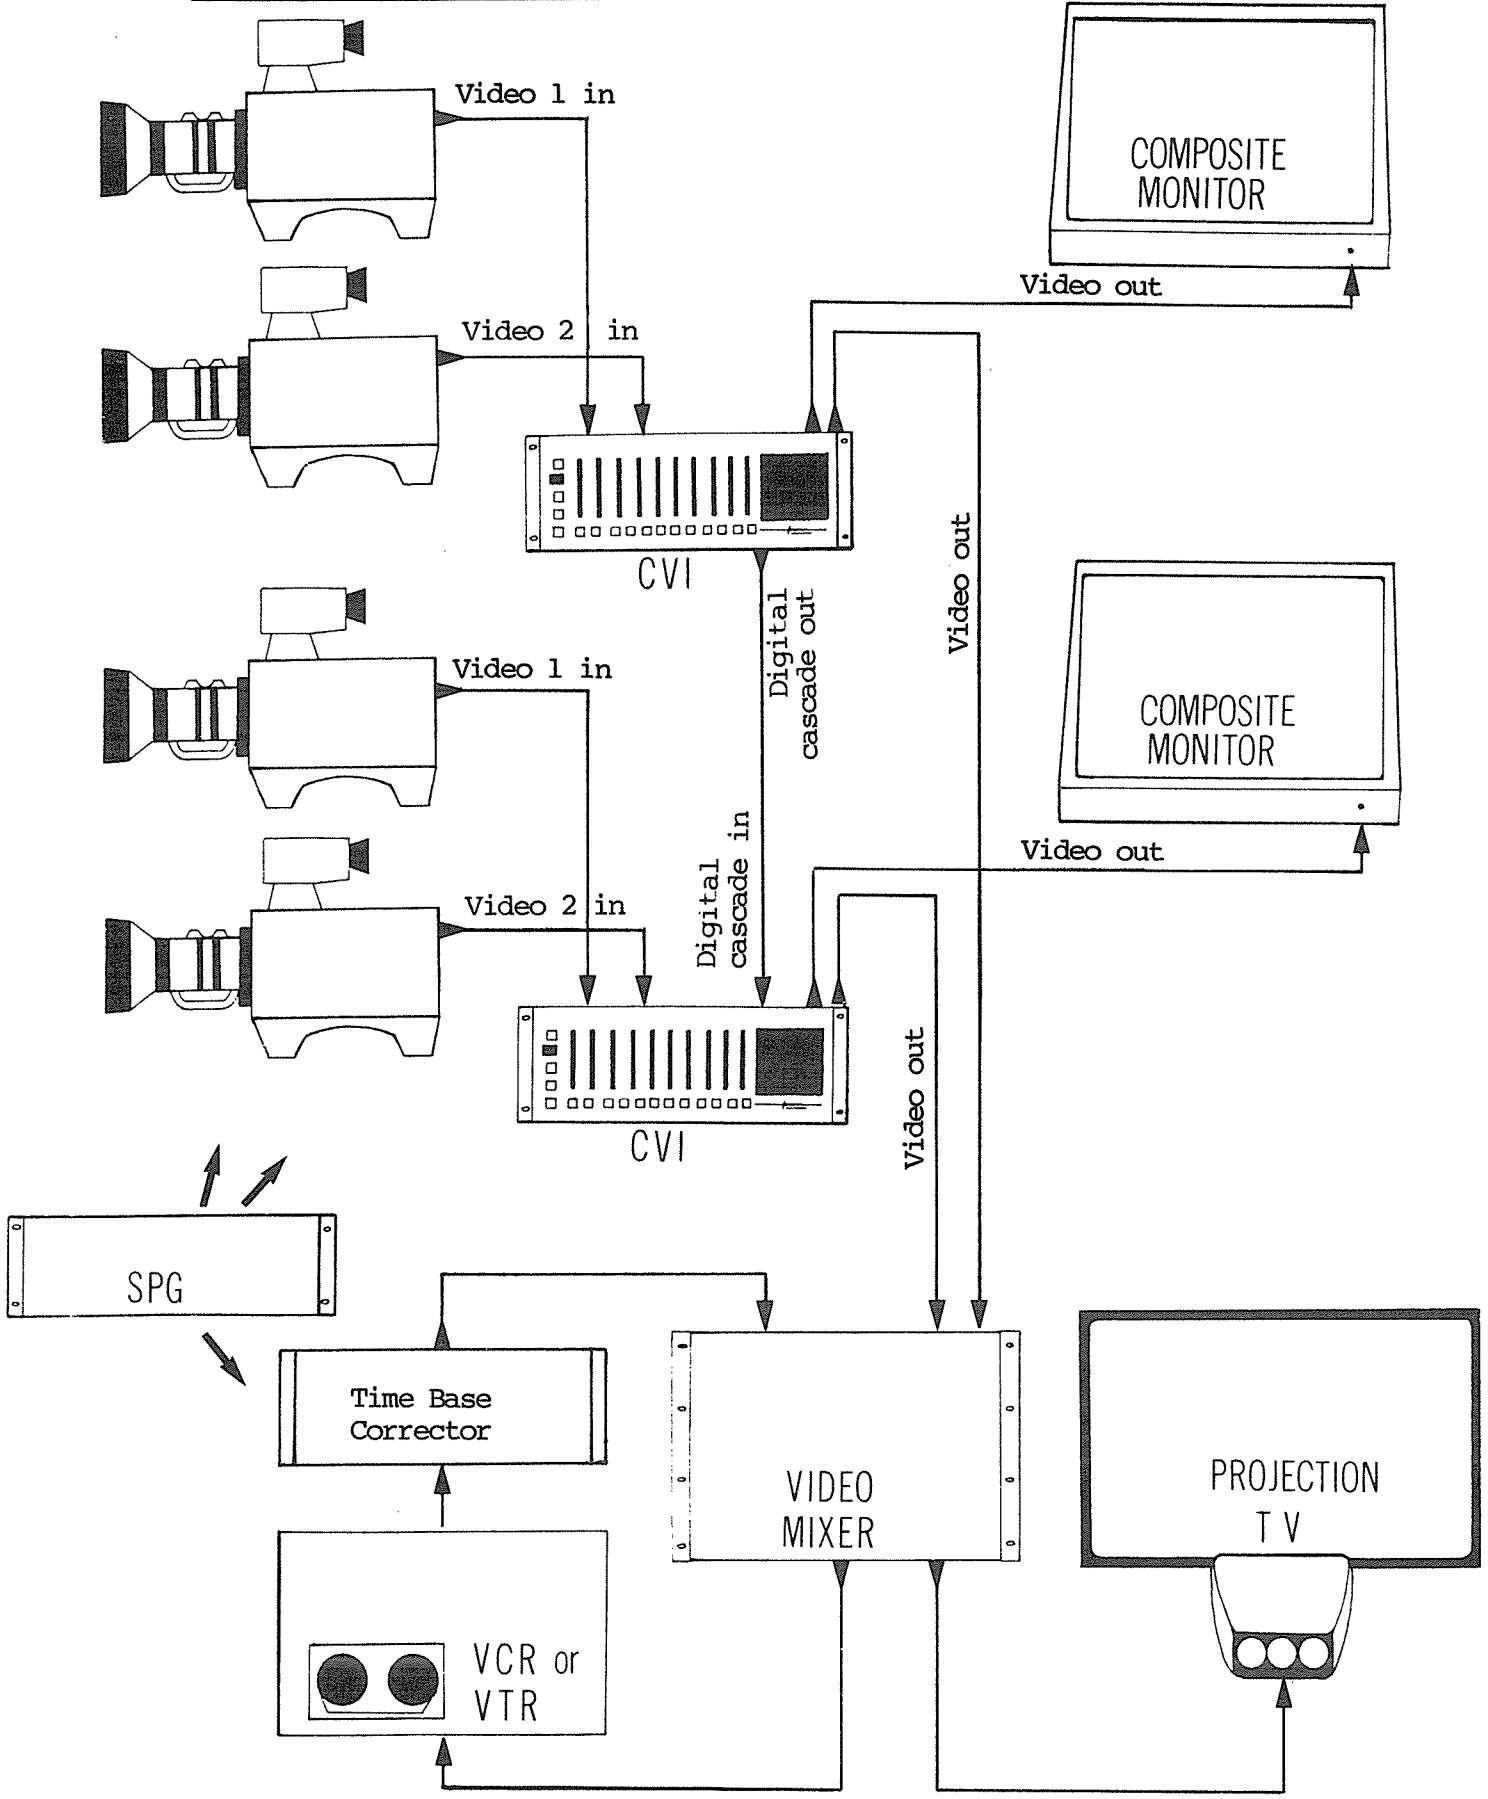 Video 1 in
COMPOSITE
MONITOR
Video out
Video 2 in
CVI
Video out
Digital
cascade out
Video 1 in
COMPOSITE
MONITOR
Digital
cascade in
Video out
Video 2 in
Video out
CVI
SPG
Time Base
Corrector
VIDEO
MIXER
PROJECTION
TV
VCR or
VTR